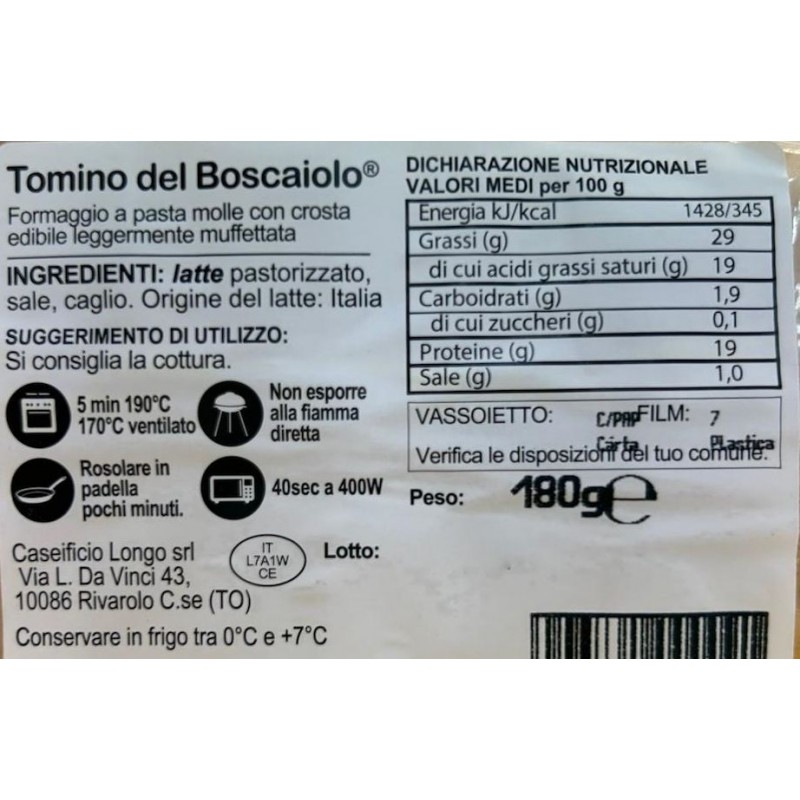 Tomino del Boscaiolo®
Formaggio a pasta molle con crosta
edibile leggermente muffettata
INGREDIENTI: latte pastorizzato,
sale, caglio. Origine del latte: Italia
SUGGERIMENTO DI UTILIZZO:
Si consiglia la cottura.
5 min 190°C
170°C ventilato
Non esporre
alla fiamma
diretta
Rosolare in
padella
pochi minuti.
40sec a 400W
Caseificio Longo srl
Via L. Da Vinci 43,
10086 Rivarolo C.se (TO)
IT
L7A1W
CE
Lotto:
Conservare in frigo tra 0°C e +7°C
DICHIARAZIONE NUTRIZIONALE
VALORI MEDI per 100 g
Energia kJ/kcal 1428/345
Grassi (g) 29
di cui acidi grassi saturi (g) 19
Carboidrati (g) 1,9
di cui zuccheri (g) 0,1
Proteine (g) 19
Sale (g) 1,0
VASSOIETTO: C/PAP FILM: 7
Carta Plastica
Verifica le disposizioni del tuo comune.
Peso: 180g e